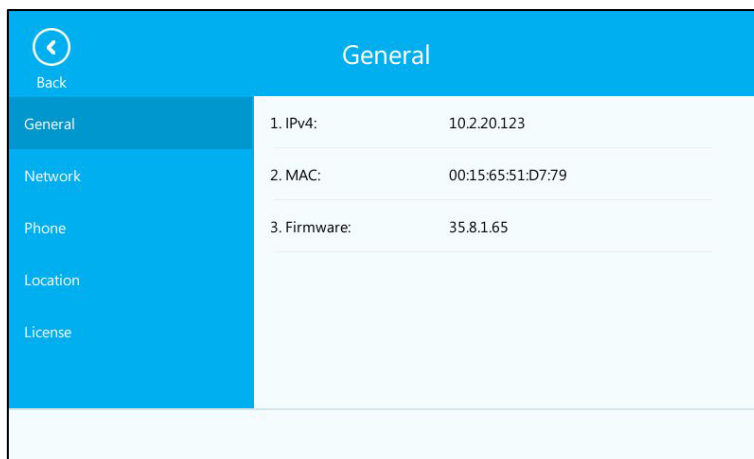 General
Back
General
Network
Phone
Location
License
1. IPv4: 10.2.20.123
2. MAC: 00:15:65:51:D7:79
3. Firmware: 35.8.1.65